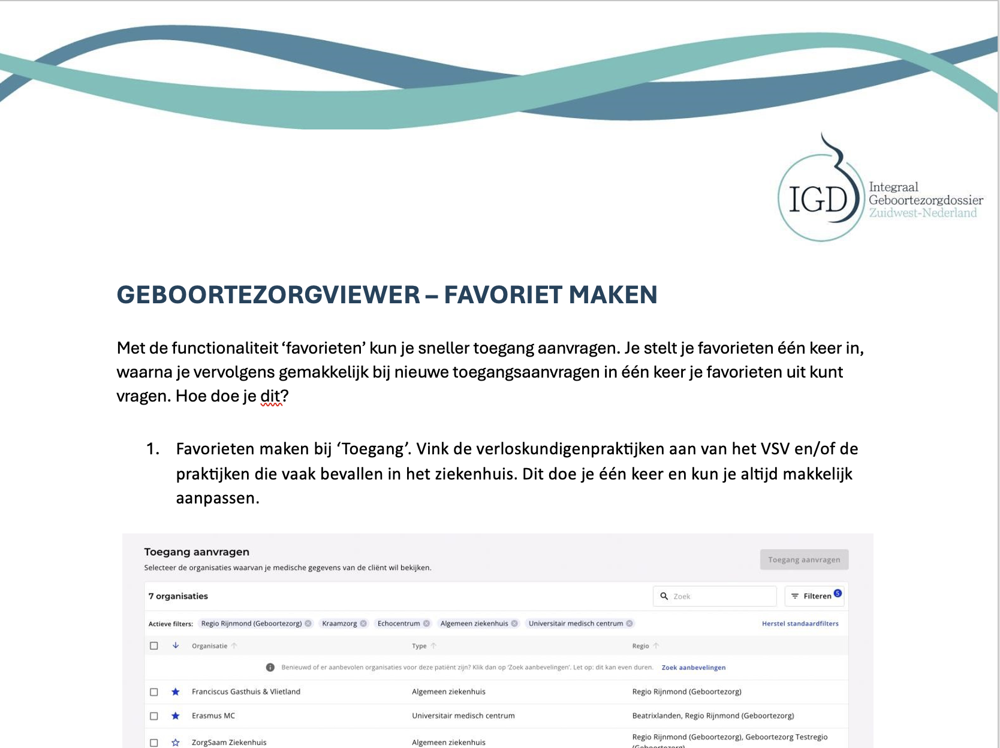 IGD
Integraal
Geboortezorgdossier
Zuidwest-Nederland
GEBOORTEZORGVIEWER – FAVORIET MAKEN
Met de functionaliteit ‘favorieten’ kun je sneller toegang aanvragen. Je stelt je favorieten één keer in,
waarna je vervolgens gemakkelijk bij nieuwe toegangsaanvragen in één keer je favorieten uit kunt
vragen. Hoe doe je dit?
1. Favorieten maken bij ‘Toegang’. Vink de verloskundigenpraktijken aan van het VSV en/of de
praktijken die vaak bevallen in het ziekenhuis. Dit doe je één keer en kun je altijd makkelijk
aanpassen.
Toegang aanvragen
Toegang aanvragen
Selecteer de organisaties waarvan je medische gegevens van de cliënt wil bekijken.
7 organisaties Zoek Filteren 5
Actieve filters: Regio Rijnmond (Geboortezorg) Kraamzorg Echocentrum Algemeen ziekenhuis Universitair medisch centrum Herstel standaardfilters
Organisatie Type Regio
Benieuwd of er aanbevolen organisaties voor deze patiënt zijn? Klik dan op ‘Zoek aanbevelingen’. Let op: dit kan even duren. Zoek aanbevelingen
Franciscus Gasthuis & Vlietland Algemeen ziekenhuis Regio Rijnmond (Geboortezorg)
Erasmus MC Universitair medisch centrum Beatrixlanden, Regio Rijnmond (Geboortezorg)
ZorgSaam Ziekenhuis Algemeen ziekenhuis Regio Rijnmond (Geboortezorg), Geboortezorg Testregio
(Geboortezorg)